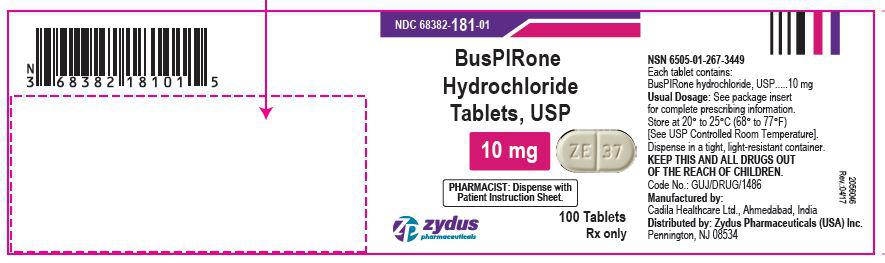 N
3 68382 18101 5
NDC 68382-181-01
BusPIRone
Hydrochloride
Tablets, USP
10 mg
ZE 37
PHARMACIST: Dispense with
Patient Instruction Sheet.
zydus
pharmaceuticals
100 Tablets
Rx only
NSN 6505-01-267-3449
Each tablet contains:
BusPIRone hydrochloride, USP.....10 mg
Usual Dosage: See package insert
for complete prescribing information.
Store at 20° to 25°C (68° to 77°F)
[See USP Controlled Room Temperature].
Dispense in a tight, light-resistant container.
KEEP THIS AND ALL DRUGS OUT
OF THE REACH OF CHILDREN.
Code No.: GUJ/DRUG/1486
Manufactured by:
Cadila Healthcare Ltd., Ahmedabad, India
Distributed by: Zydus Pharmaceuticals (USA) Inc.
Pennington, NJ 08534
2056096
Rev.:04/17